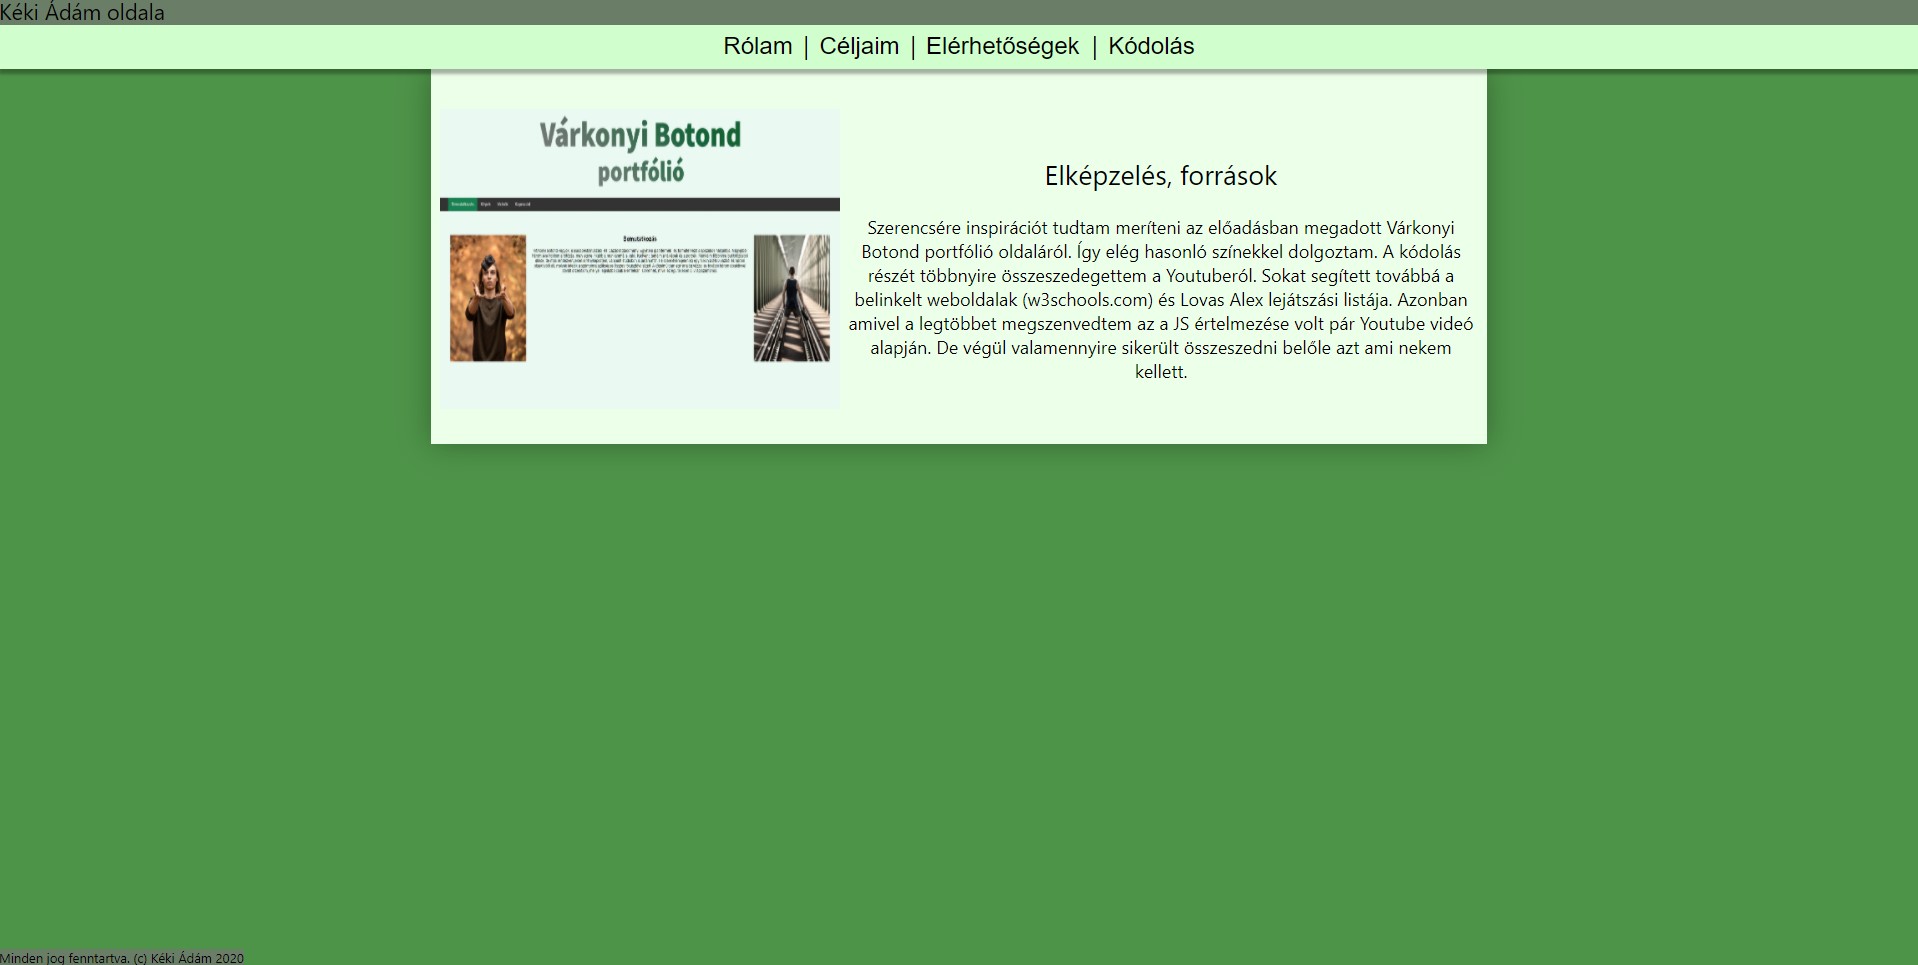 Kéki Ádám oldala
Rólam | Céljaim | Elérhetőségek | Kódolás
Várkonyi Botond
portfólió
Bemutatkozás
Elképzelés, források
Szerencsére inspirációt tudtam meríteni az előadásban megadott Várkonyi
Botond portfólió oldaláról. Így elég hasonló színekkel dolgoztam. A kódolás
részét többnyire összeszedegettem a Youtuberól. Sokat segített továbbá a
belinkelt weboldalak (w3schools.com) és Lovas Alex lejátszási listája. Azonban
amivel a legtöbbet megszenvedtem az a JS értelmezése volt pár Youtube videó
alapján. De végül valamennyire sikerült összeszedni belőle azt ami nekem
kellett.
Minden jog fenntartva. (c) Kéki Ádám 2020